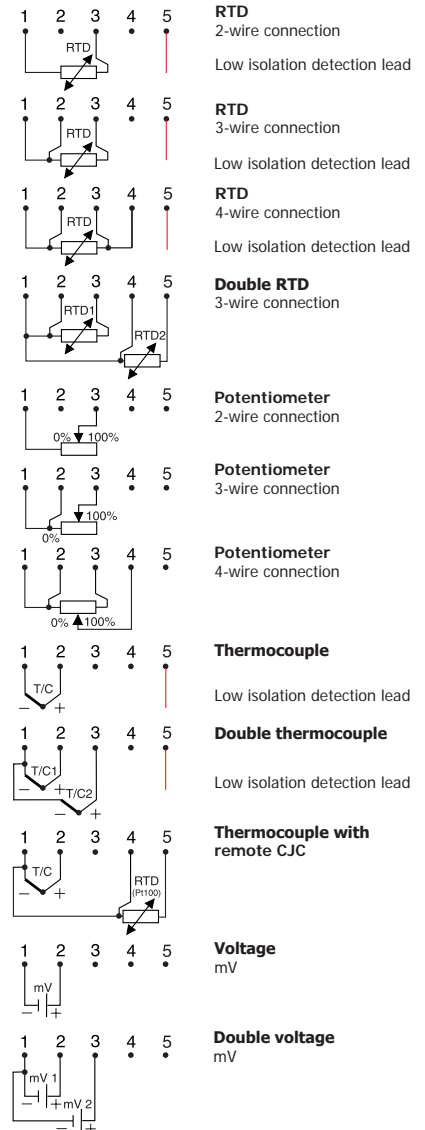 1 2 3 4 5
RTD
RTD
2-wire connection
Low isolation detection lead
1 2 3 4 5
RTD
RTD
3-wire connection
Low isolation detection lead
1 2 3 4 5
RTD
RTD
4-wire connection
Low isolation detection lead
1 2 3 4 5
RTD1
RTD2
Double RTD
3-wire connection
1 2 3 4 5
0% 100%
Potentiometer
2-wire connection
1 2 3 4 5
100%
0%
Potentiometer
3-wire connection
1 2 3 4 5
0% 100%
Potentiometer
4-wire connection
1 2 3 4 5
T/C
– +
Thermocouple
Low isolation detection lead
1 2 3 4 5
T/C1
– +
T/C2
– +
Double thermocouple
Low isolation detection lead
1 2 3 4 5
T/C
– +
RTD
(Pt100)
Thermocouple with
remote CJC
1 2 3 4 5
mV
– +
Voltage
mV
1 2 3 4 5
mV 1
– +
mV 2
– +
Double voltage
mV